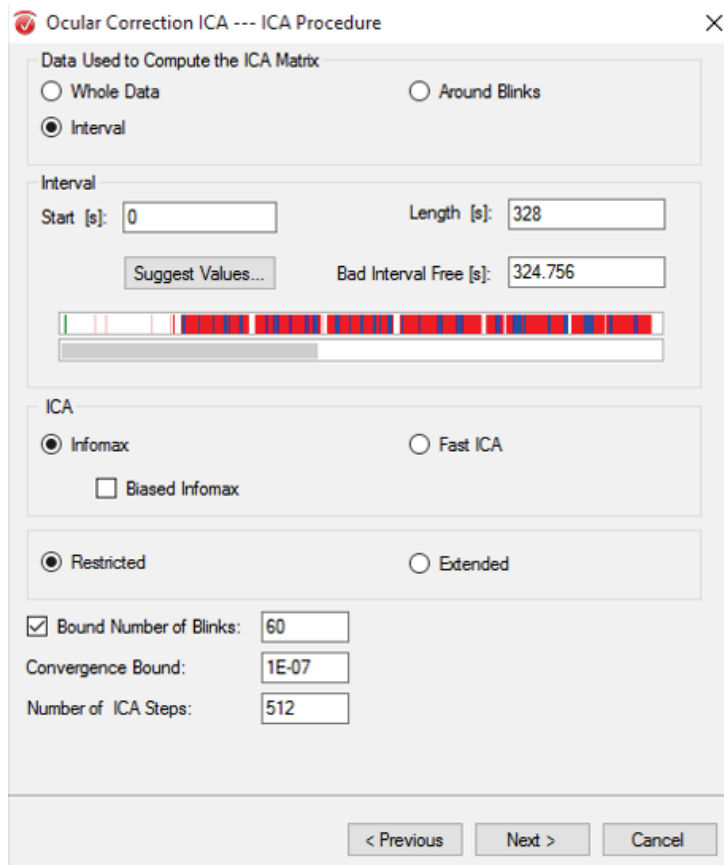 Ocular Correction ICA --- ICA Procedure
Data Used to Compute the ICA Matrix
Whole Data Around Blinks
Interval
Interval
Start [s]: 0 Length [s]: 328
Suggest Values... Bad Interval Free [s]: 324.756
ICA
Infomax Fast ICA
Biased Infomax
Restricted Extended
Bound Number of Blinks: 60
Convergence Bound: 1E-07
Number of ICA Steps: 512
< Previous Next > Cancel